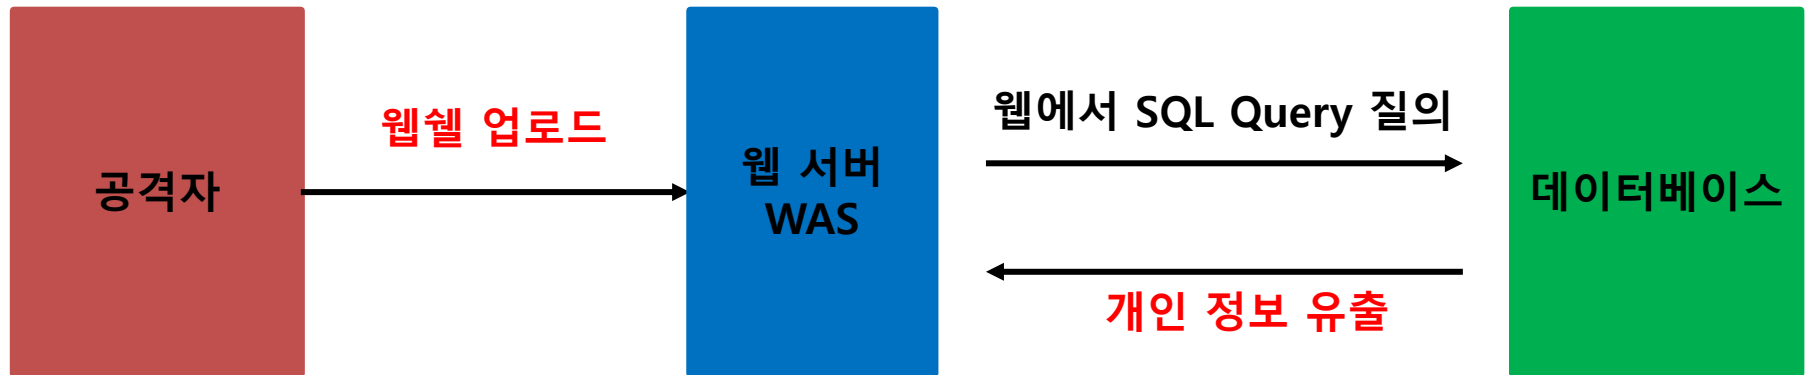 공격자
웹쉘 업로드
웹 서버
WAS
웹에서 SQL Query 질의
개인 정보 유출
데이터베이스